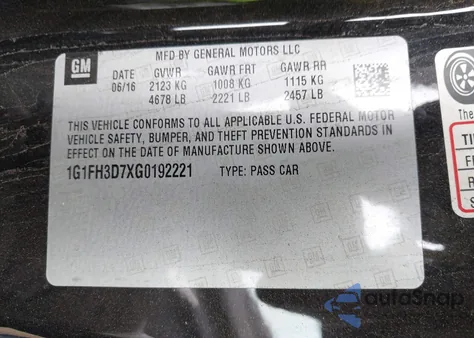 GM
MFD BY GENERAL MOTORS LLC
DATE GVWR GAWR FRT GAWR RR
06/16 2123 KG 1008 KG 1115 KG
4678 LB 2221 LB 2457 LB
THIS VEHICLE CONFORMS TO ALL APPLICABLE U.S. FEDERAL MOTOR
VEHICLE SAFETY, BUMPER, AND THEFT PREVENTION STANDARDS IN
EFFECT ON THE DATE OF MANUFACTURE SHOWN ABOVE.
1G1FH3D7XG0192221 TYPE: PASS CAR
The
autoSnap